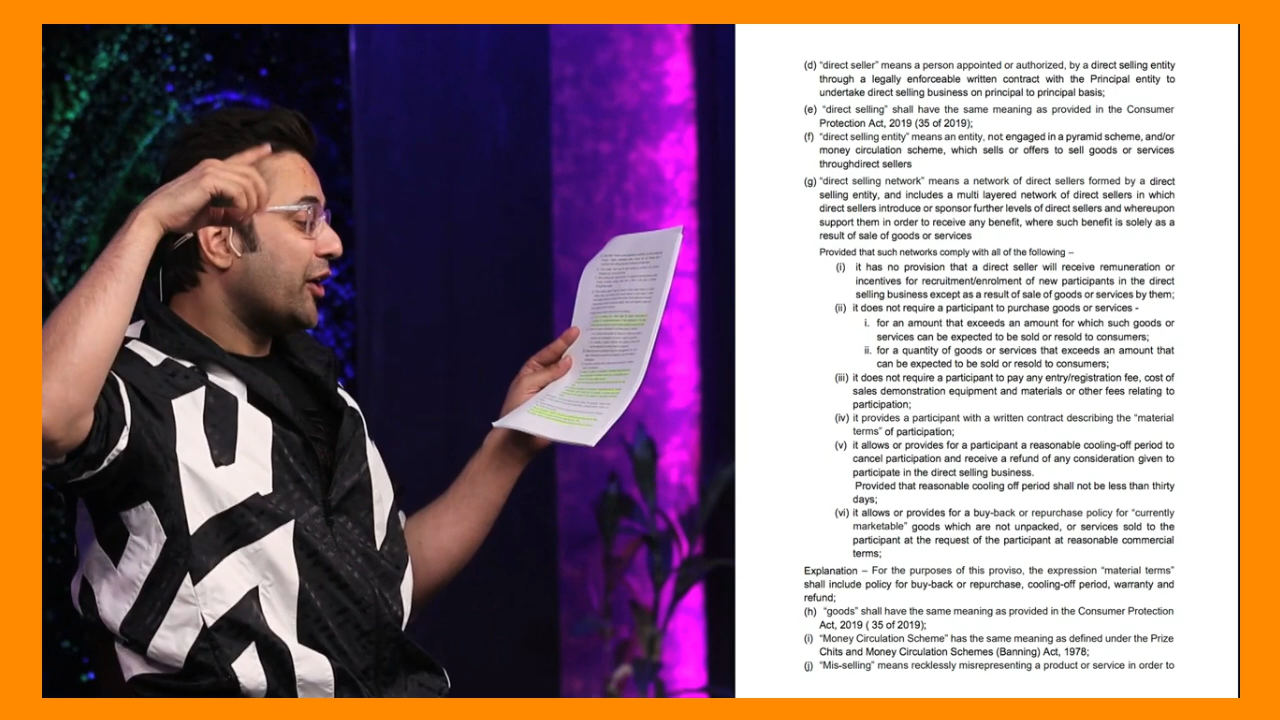 (d) “direct seller” means a person appointed or authorized, by a direct selling entity
through a legally enforceable written contract with the Principal entity to
undertake direct selling business on principal to principal basis;
(e) “direct selling” shall have the same meaning as provided in the Consumer
Protection Act, 2019 (35 of 2019);
(f) “direct selling entity” means an entity, not engaged in a pyramid scheme, and/or
money circulation scheme, which sells or offers to sell goods or services
throughdirect sellers
(g) “direct selling network” means a network of direct sellers formed by a direct
selling entity, and includes a multi layered network of direct sellers in which
direct sellers introduce or sponsor further levels of direct sellers and whereupon
support them in order to receive any benefit, where such benefit is solely as a
result of sale of goods or services
Provided that such networks comply with all of the following –
(i) it has no provision that a direct seller will receive remuneration or
incentives for recruitment/enrolment of new participants in the direct
selling business except as a result of sale of goods or services by them;
(ii) it does not require a participant to purchase goods or services -
i. for an amount that exceeds an amount for which such goods or
services can be expected to be sold or resold to consumers;
ii. for a quantity of goods or services that exceeds an amount that
can be expected to be sold or resold to consumers;
(iii) it does not require a participant to pay any entry/registration fee, cost of
sales demonstration equipment and materials or other fees relating to
participation;
(iv) it provides a participant with a written contract describing the “material
terms” of participation;
(v) it allows or provides for a participant a reasonable cooling-off period to
cancel participation and receive a refund of any consideration given to
participate in the direct selling business.
Provided that reasonable cooling off period shall not be less than thirty
days;
(vi) it allows or provides for a buy-back or repurchase policy for “currently
marketable” goods which are not unpacked, or services sold to the
participant at the request of the participant at reasonable commercial
terms;
Explanation – For the purposes of this proviso, the expression “material terms”
shall include policy for buy-back or repurchase, cooling-off period, warranty and
refund;
(h) “goods” shall have the same meaning as provided in the Consumer Protection
Act, 2019 ( 35 of 2019);
(i) “Money Circulation Scheme” has the same meaning as defined under the Prize
Chits and Money Circulation Schemes (Banning) Act, 1978;
(j) “Mis-selling” means recklessly misrepresenting a product or service in order to